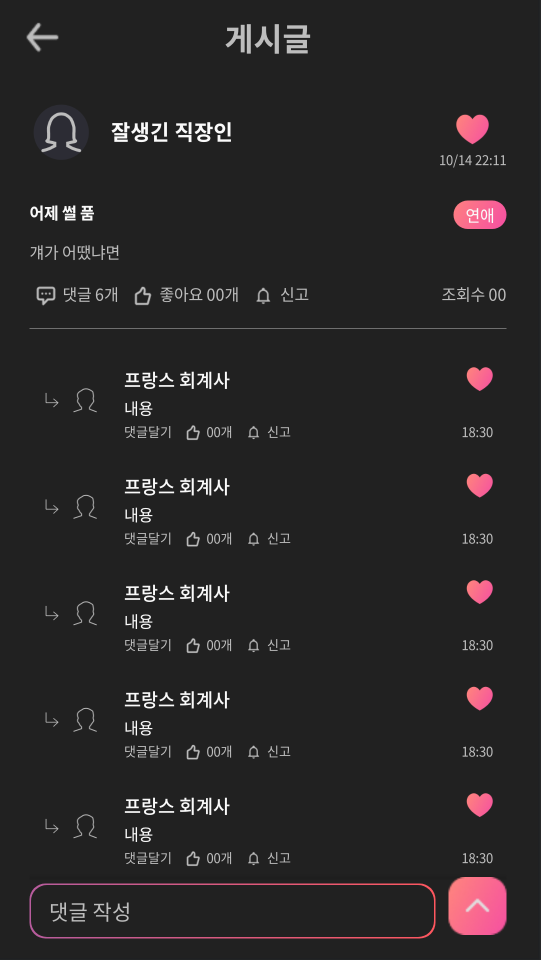 게시글
잘생긴 직장인
10/14 22:11
어제 썰 품
연애
걔가 어땠냐면
댓글 6개 좋아요 00개 신고 조회수 00
프랑스 회계사
내용
댓글달기 00개 신고 18:30
프랑스 회계사
내용
댓글달기 00개 신고 18:30
프랑스 회계사
내용
댓글달기 00개 신고 18:30
프랑스 회계사
내용
댓글달기 00개 신고 18:30
프랑스 회계사
내용
댓글달기 00개 신고 18:30
댓글 작성